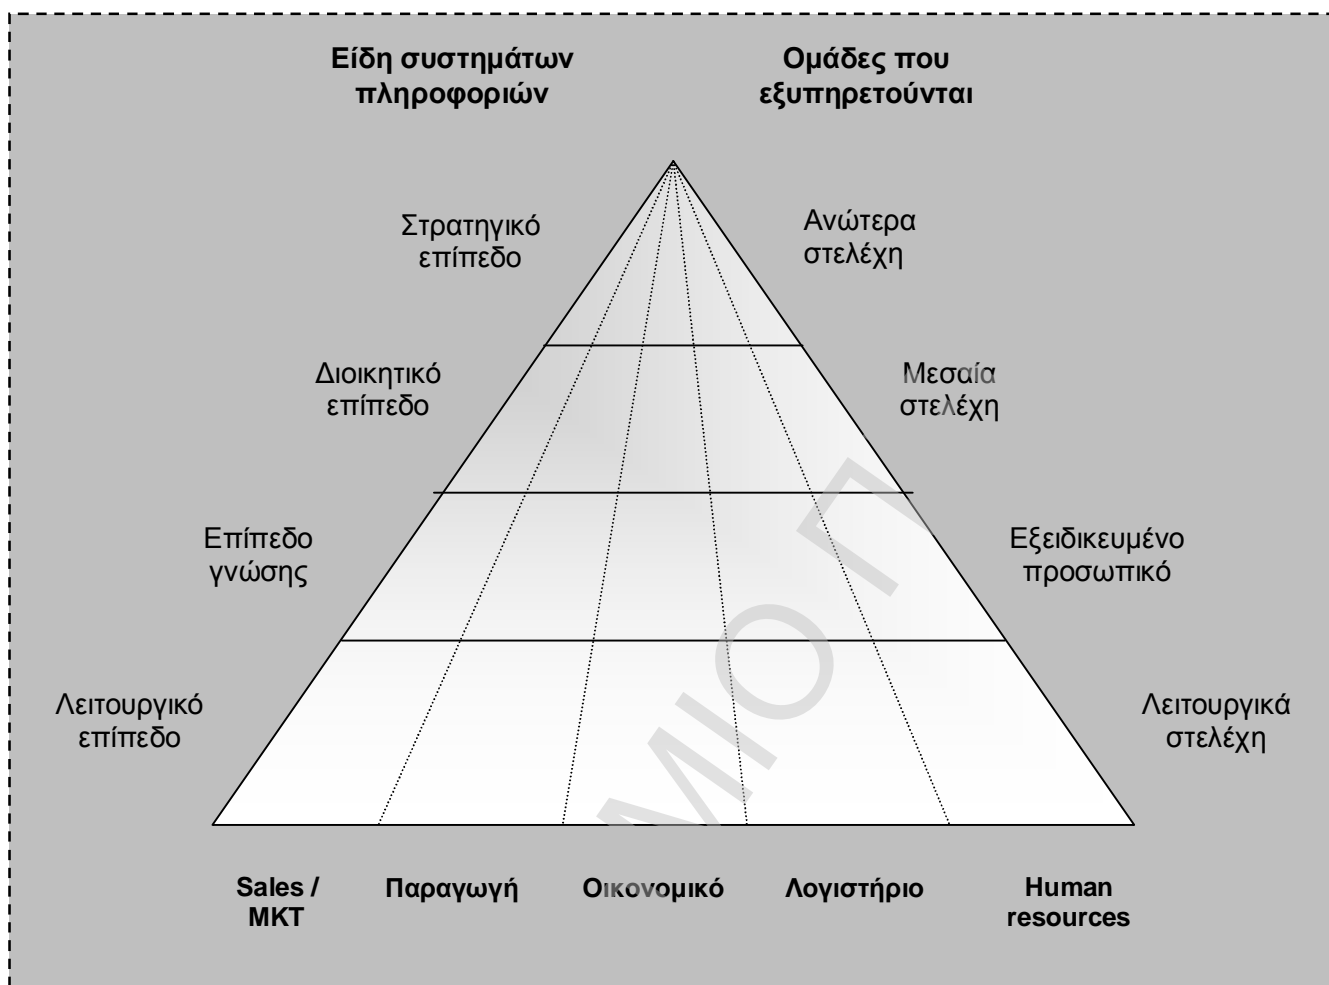 Είδη συστημάτων
πληροφοριών
Ομάδες που
εξυπηρετούνται
Στρατηγικό
επίπεδο
Ανώτερα
στελέχη
Διοικητικό
επίπεδο
Μεσαία
στελέχη
Επίπεδο
γνώσης
Εξειδικευμένο
προσωπικό
Λειτουργικό
επίπεδο
Λειτουργικά
στελέχη
ΜΙΟ Π
Sales /
MKT
Παραγωγή
Οικονομικό
Λογιστήριο
Human
resources